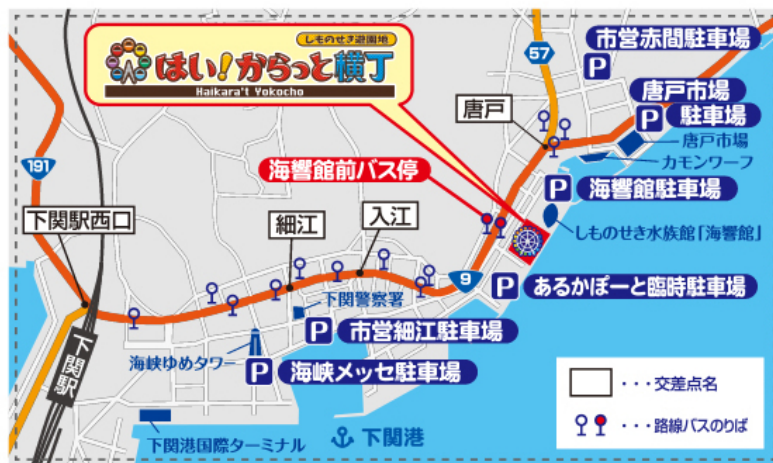 しものせき遊園地
はい!からっと横丁
Haikara't Yokocho
57
市営赤間駐車場
P
唐戸市場
駐車場
P
唐戸
唐戸市場
カモンワーフ
191
海響館前バス停
P
海響館駐車場
下関駅西口
細江
入江
しものせき水族館「海響館」
9
P
あるかぽーと臨時駐車場
下関警察署
P
市営細江駐車場
下関駅
海峡ゆめタワー
P
海峡メッセ駐車場
下関港国際ターミナル
下関港
・・・交差点名
・・・路線バスのりば